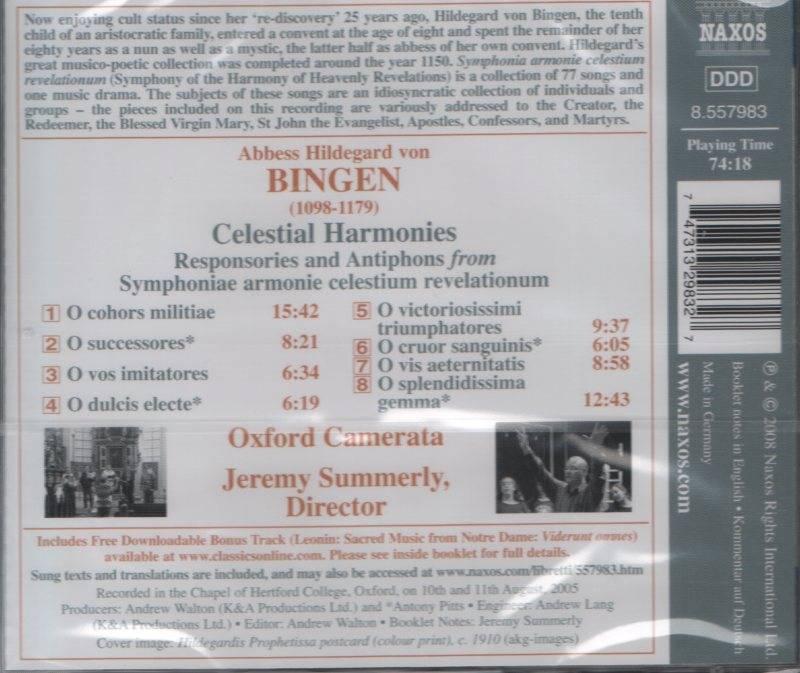 Now enjoying cult status since her 're-discovery' 25 years ago, Hildegard von Bingen, the tenth
child of an aristocratic family, entered a convent at the age of eight and spent the remainder of her
eighty years as a nun as well as a mystic, the latter half as abbess of her own convent. Hildegard's
great musico-poetic collection was completed around the year 1150. Symphonia armonie celestium
revelationum (Symphony of the Harmony of Heavenly Revelations) is a collection of 77 songs and
one music drama. The subjects of these songs are an idiosyncratic collection of individuals and
groups – the pieces included on this recording are variously addressed to the Creator, the
Redeemer, the Blessed Virgin Mary, St John the Evangelist, Apostles, Confessors, and Martyrs.
Abbess Hildegard von
BINGEN
(1098-1179)
Celestial Harmonies
Responsories and Antiphons from
Symphoniae armonie celestium revelationum
1 O cohors militiae 15:42
2 O successores* 8:21
3 O vos imitatores 6:34
4 O dulcis electe* 6:19
5 O victoriosissimi
triumphatores 9:37
6 O cruor sanguinis* 6:05
7 O vis aeternitatis 8:58
8 O splendidissima
gemma* 12:43
Oxford Camerata
Jeremy Summerly,
Director
Includes Free Downloadable Bonus Track (Leonin: Sacred Music from Notre Dame: Viderunt omnes)
available at www.classicsonline.com. Please see inside booklet for full details.
Sung texts and translations are included, and may also be accessed at www.naxos.com/libretti/557983.htm
Recorded in the Chapel of Hertford College, Oxford, on 10th and 11th August, 2005
Producers: Andrew Walton (K&A Productions Ltd.) and *Antony Pitts • Engineer: Andrew Lang
(K&A Productions Ltd.) • Editor: Andrew Walton • Booklet Notes: Jeremy Summerly
Cover image: Hildegardis Prophetissa postcard (colour print), c. 1910 (akg-images)
NAXOS
DDD
8.557983
Playing Time
74:18
7 47313 29832 7
℗ & © 2008 Naxos Rights International Ltd.
Booklet notes in English • Kommentar auf Deutsch
Made in Germany
www.naxos.com